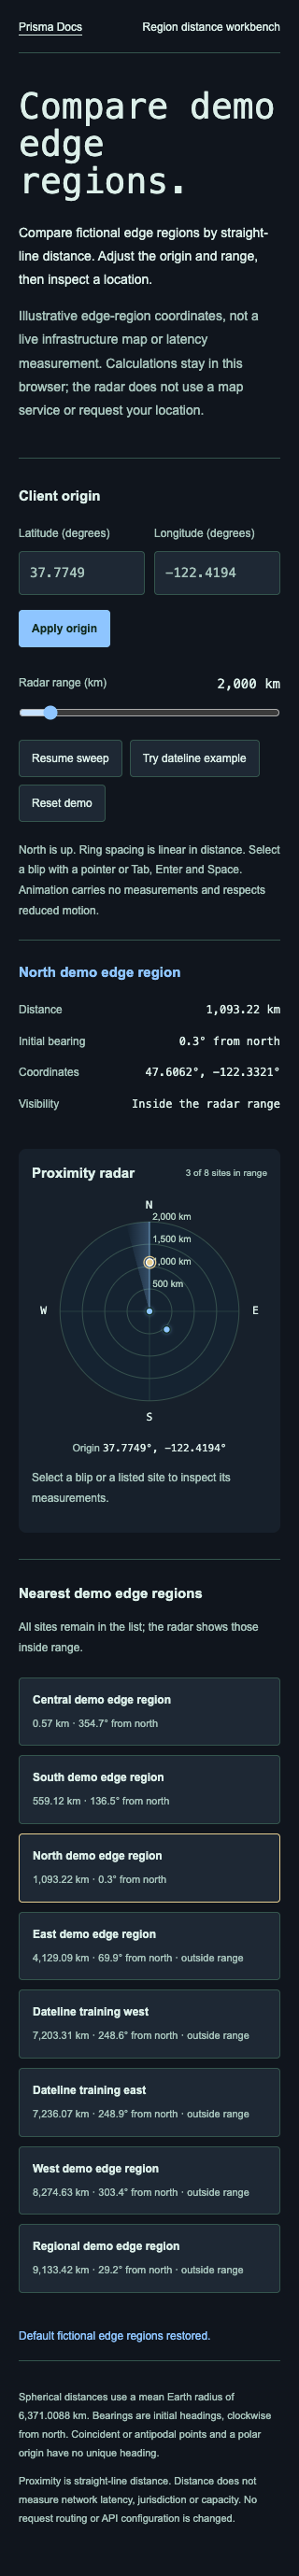 Prisma Docs
Region distance workbench
Compare demo
edge
regions.
Compare fictional edge regions by straight-
line distance. Adjust the origin and range,
then inspect a location.
Illustrative edge-region coordinates, not a
live infrastructure map or latency
measurement. Calculations stay in this
browser; the radar does not use a map
service or request your location.
Client origin
Latitude (degrees)
Longitude (degrees)
37.7749
-122.4194
Apply origin
Radar range (km)
2,000 km
Resume sweep
Try dateline example
Reset demo
North is up. Ring spacing is linear in distance. Select
a blip with a pointer or Tab, Enter and Space.
Animation carries no measurements and respects
reduced motion.
North demo edge region
Distance
1,093.22 km
Initial bearing
0.3° from north
Coordinates
47.6062°, −122.3321°
Visibility
Inside the radar range
Proximity radar
3 of 8 sites in range
N
2,000 km
1,500 km
1,000 km
500 km
W
E
S
Origin 37.7749°, −122.4194°
Select a blip or a listed site to inspect its
measurements.
Nearest demo edge regions
All sites remain in the list; the radar shows those
inside range.
Central demo edge region
0.57 km · 354.7° from north
South demo edge region
559.12 km · 136.5° from north
North demo edge region
1,093.22 km · 0.3° from north
East demo edge region
4,129.09 km · 69.9° from north · outside range
Dateline training west
7,203.31 km · 248.6° from north · outside range
Dateline training east
7,236.07 km · 248.9° from north · outside range
West demo edge region
8,274.63 km · 303.4° from north · outside range
Regional demo edge region
9,133.42 km · 29.2° from north · outside range
Default fictional edge regions restored.
Spherical distances use a mean Earth radius of
6,371.0088 km. Bearings are initial headings, clockwise
from north. Coincident or antipodal points and a polar
origin have no unique heading.
Proximity is straight-line distance. Distance does not
measure network latency, jurisdiction or capacity. No
request routing or API configuration is changed.